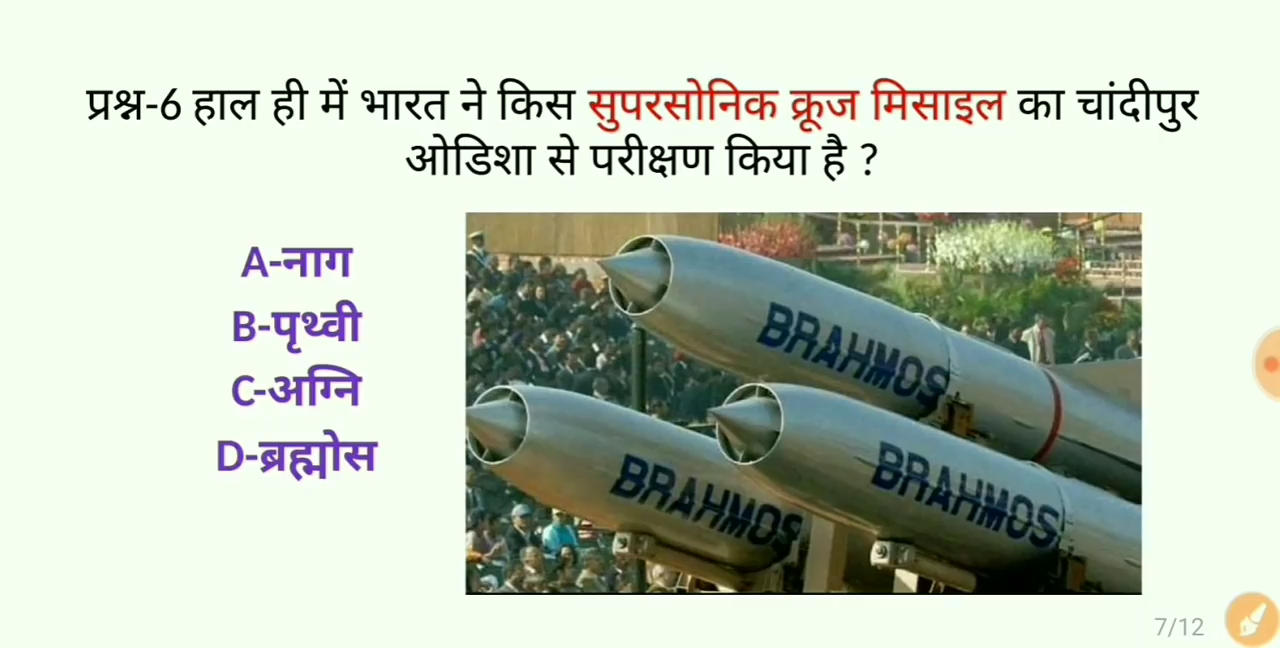 प्रश्न-6 हाल ही में भारत ने किस सुपरसोनिक क्रूज मिसाइल का चांदीपुर
ओडिशा से परीक्षण किया है ?
A-नाग
B-पृथ्वी
C-अग्नि
D-ब्रह्मोस
BRAHMOS
BRAHMOS
BRAHMOS
7/12